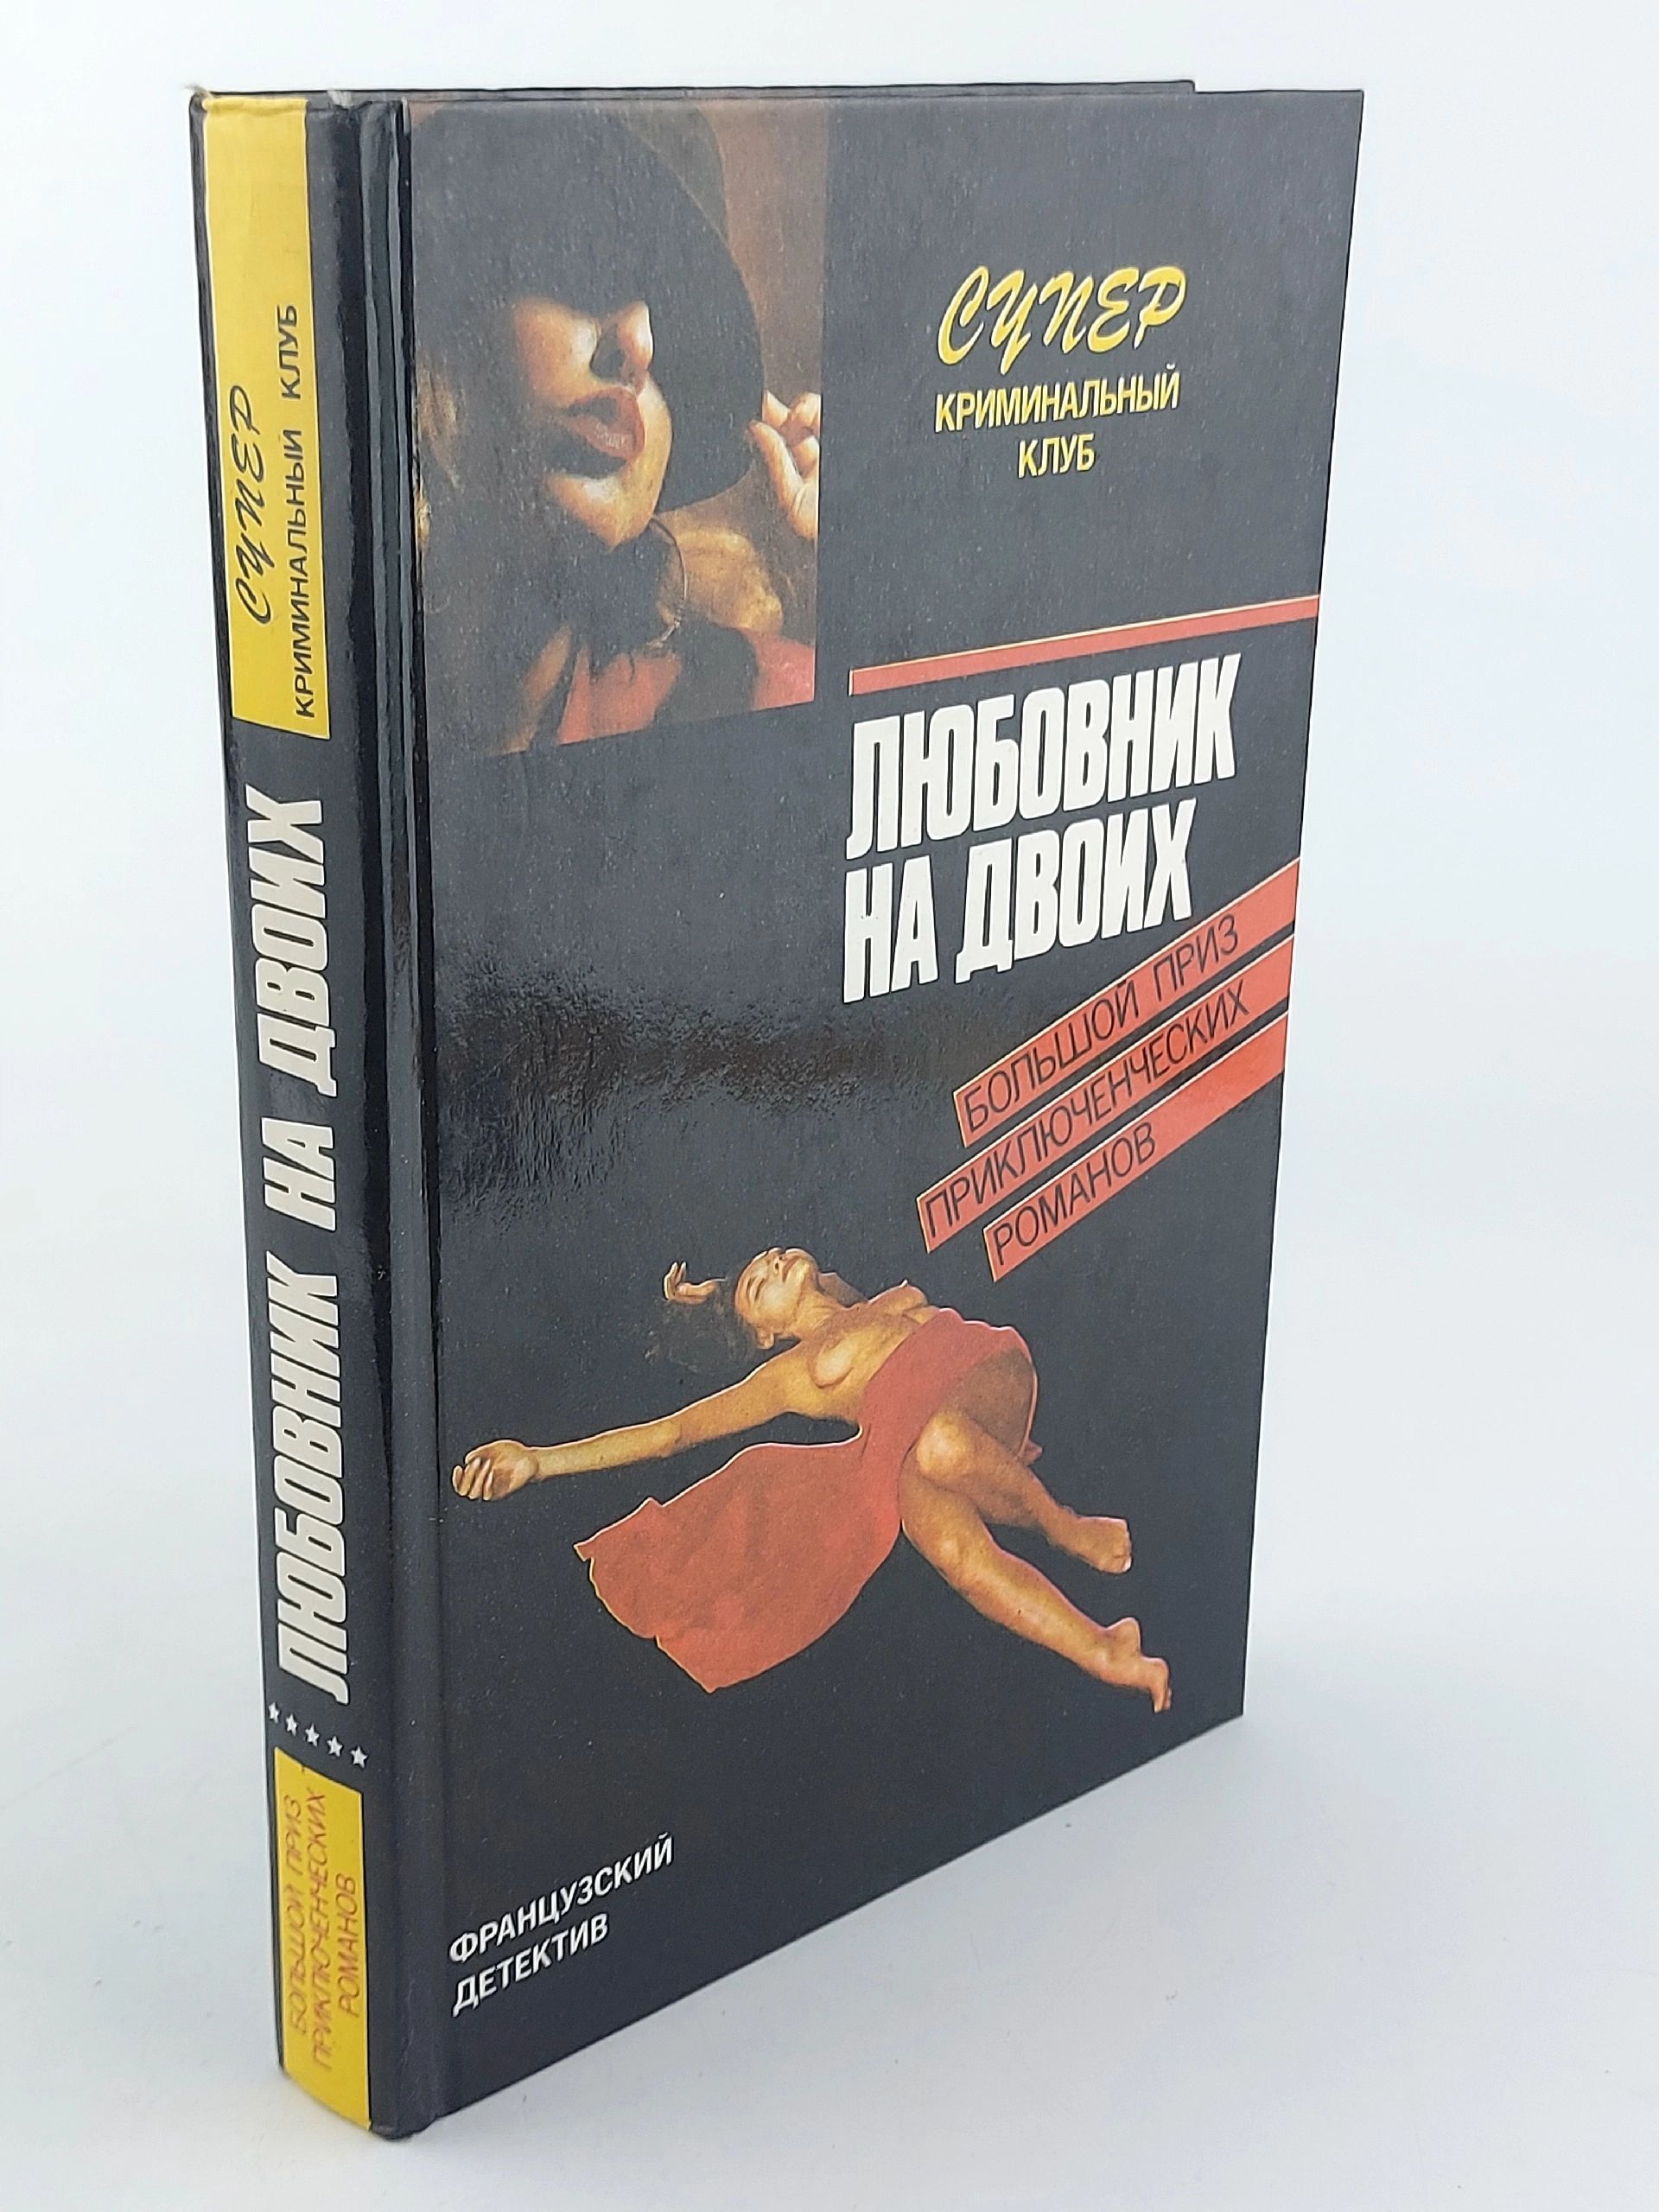 СУПЕР
КРИМИНАЛЬНЫЙ КЛУБ
ЛЮБОВНИК НА ДВОИХ
*****
БОЛЬШОЙ ПРИЗ
ПРИКЛЮЧЕНЧЕСКИХ
РОМАНОВ
СУПЕР
КРИМИНАЛЬНЫЙ
КЛУБ
ЛЮБОВНИК
НА ДВОИХ
БОЛЬШОЙ ПРИЗ
ПРИКЛЮЧЕНЧЕСКИХ
РОМАНОВ
ФРАНЦУЗСКИЙ
ДЕТЕКТИВ